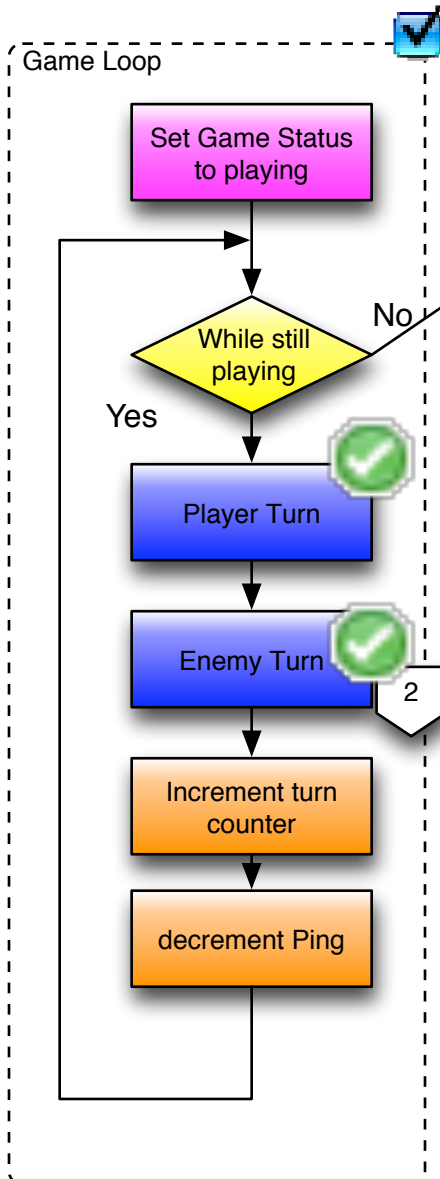 Game Loop
Set Game Status
to playing
While still
playing
No
Yes
Player Turn
Enemy Turn
2
Increment turn
counter
decrement Ping